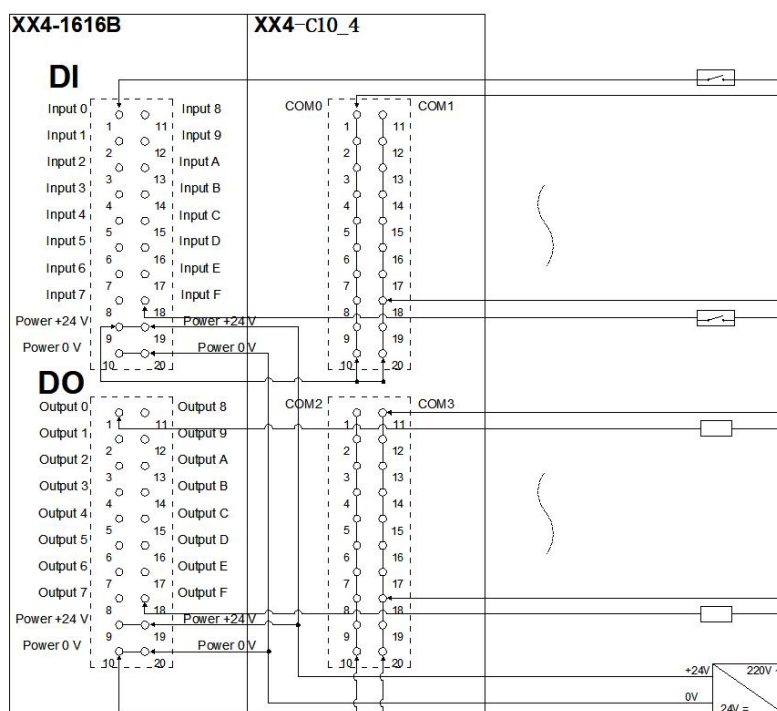 XX4-1616B XX4-C10_4
DI
Input 0 Input 8 COM0 COM1
1 11 1 11
Input 1 Input 9
2 12 2 12
Input 2 Input A
3 13 3 13
Input 3 Input B
4 14 4 14
Input 4 Input C
5 15 5 15
Input 5 Input D
6 16 6 16
Input 6 Input E
7 17 7 17
Input 7 Input F
8 18 8 18
Power +24 V Power +24 V
9 19 9 19
Power 0 V Power 0 V
10 20 10 20
DO
Output 0 Output 8 COM2 COM3
1 11 1 11
Output 1 Output 9
2 12 2 12
Output 2 Output A
3 13 3 13
Output 3 Output B
4 14 4 14
Output 4 Output C
5 15 5 15
Output 5 Output D
6 16 6 16
Output 6 Output E
7 17 7 17
Output 7 Output F
8 18 8 18
Power +24 V Power +24 V
9 19 9 19
Power 0 V Power 0 V
10 20 10 20
+24V 220V ~
0V
24V =